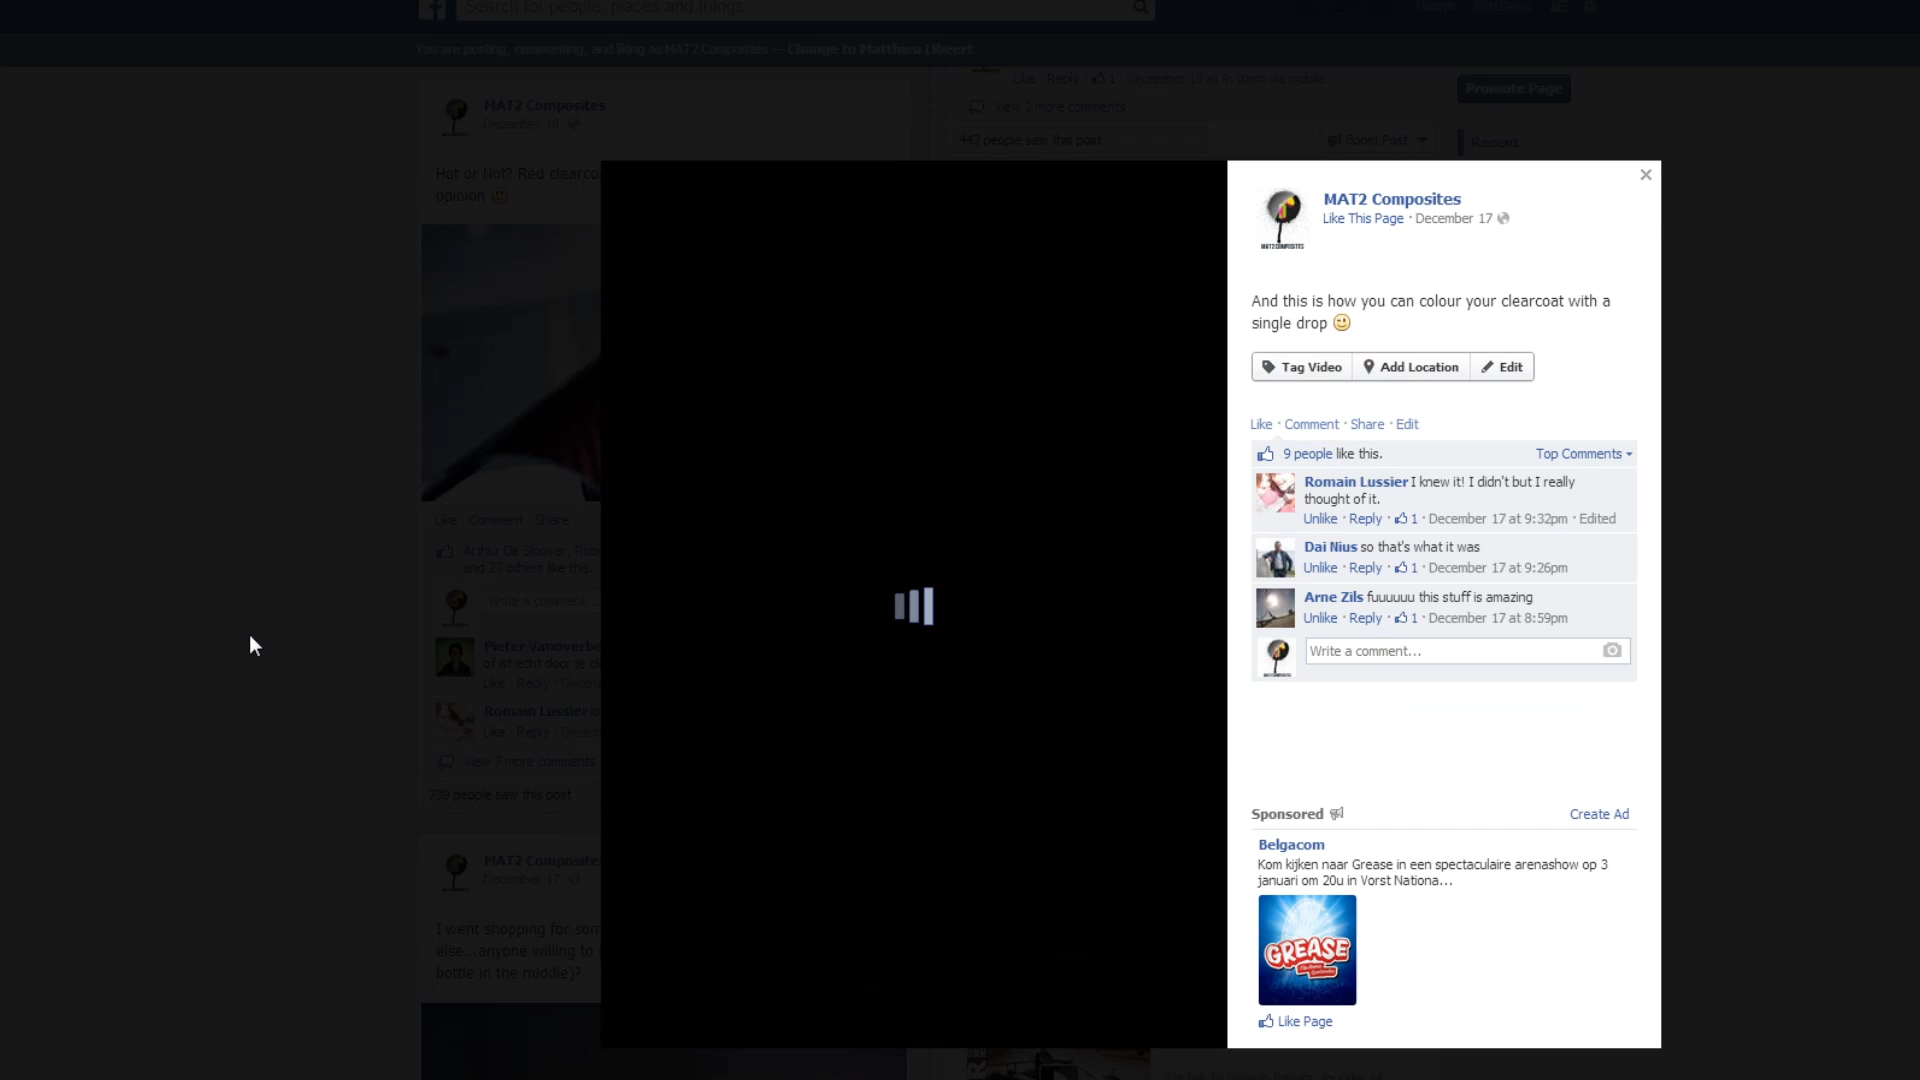 Search for people, places and things
Home
You are posting, commenting, and liking as MAT2 Composites — Change to Matthieu Libeert
MAT2 Composites
December 18
Hot or Not? Red clearco
opinion
Like Comment Share
Arthur De Sloover, Rob
and 27 others like this.
Write a comment...
Pieter Vanoverbe
of ist echt door je cl
Like · Reply · Decem
Romain Lussier
Like · Reply · Decem
View 7 more comments
739 people saw this post
MAT2 Composites
December 17
I went shopping for som
else...anyone willing to
bottle in the middle)?
Like · Reply · 1 · December 19 at 9:30pm via mobile
View 2 more comments
442 people saw this post
Boost Post
Promote Page
Recent
MAT2 Composites
Like This Page · December 17
MAT2 COMPOSITES
And this is how you can colour your clearcoat with a
single drop
Tag Video Add Location Edit
Like · Comment · Share · Edit
9 people like this. Top Comments
Romain Lussier I knew it! I didn't but I really
thought of it.
Unlike · Reply · 1 · December 17 at 9:32pm · Edited
Dai Nius so that's what it was
Unlike · Reply · 1 · December 17 at 9:26pm
Arne Zils fuuuuuu this stuff is amazing
Unlike · Reply · 1 · December 17 at 8:59pm
Write a comment...
Sponsored Create Ad
Belgacom
Kom kijken naar Grease in een spectaculaire arenashow op 3
januari om 20u in Vorst Nationa...
GREASE
Like Page